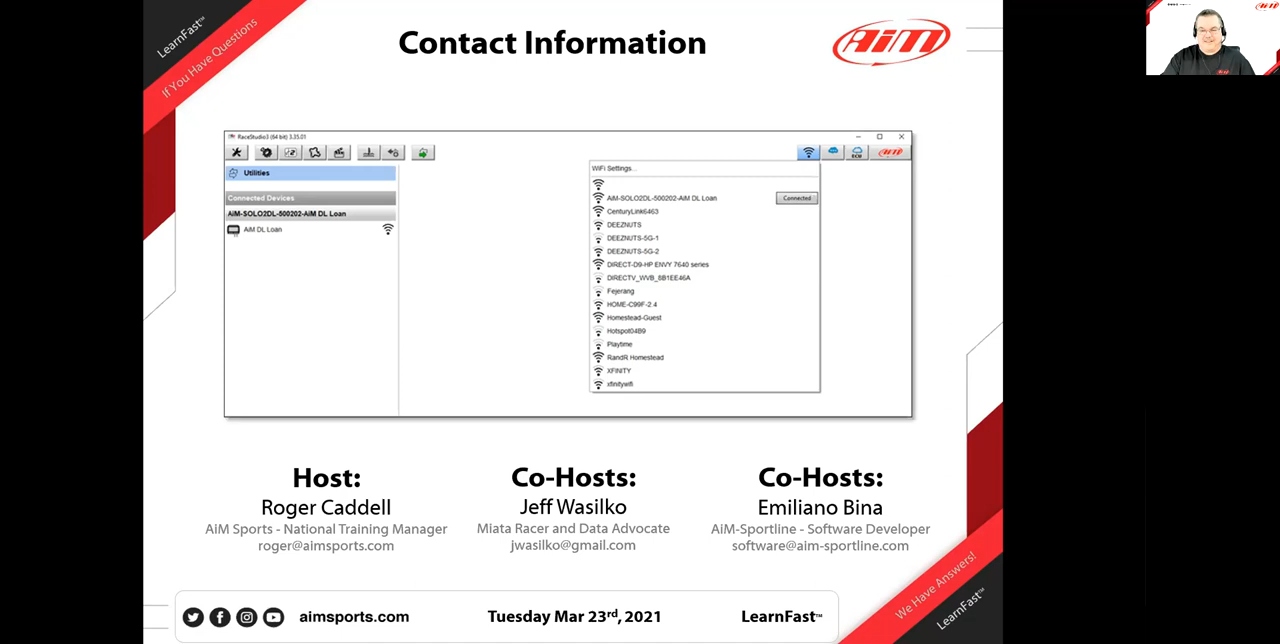 LearnFast™
If You Have Questions
Contact Information
AiM
RaceStudio3 (64 bit) 3.35.01
Utilities
Connected Devices
AiM-SOLO2DL-500202-AiM DL Loan
AiM DL Loan
ECU
AiM
WiFi Settings...
AiM-SOLO2DL-500202-AiM DL Loan
Connected
CenturyLink6463
DEEZNUTS
DEEZNUTS-5G-1
DEEZNUTS-5G-2
DIRECT-D9-HP ENVY 7640 series
DIRECTV_WVB_8B1EE46A
Fejerang
HOME-C99F-2.4
Homestead-Guest
Hotspot04B9
Playtime
RandR Homestead
XFINITY
xfinitywifi
Host:
Roger Caddell
AiM Sports - National Training Manager
roger@aimsports.com
Co-Hosts:
Jeff Wasilko
Miata Racer and Data Advocate
jwasilko@gmail.com
Co-Hosts:
Emiliano Bina
AiM-Sportline - Software Developer
software@aim-sportline.com
We Have Answers!
LearnFast™
aimsports.com
Tuesday Mar 23rd, 2021
LearnFast™